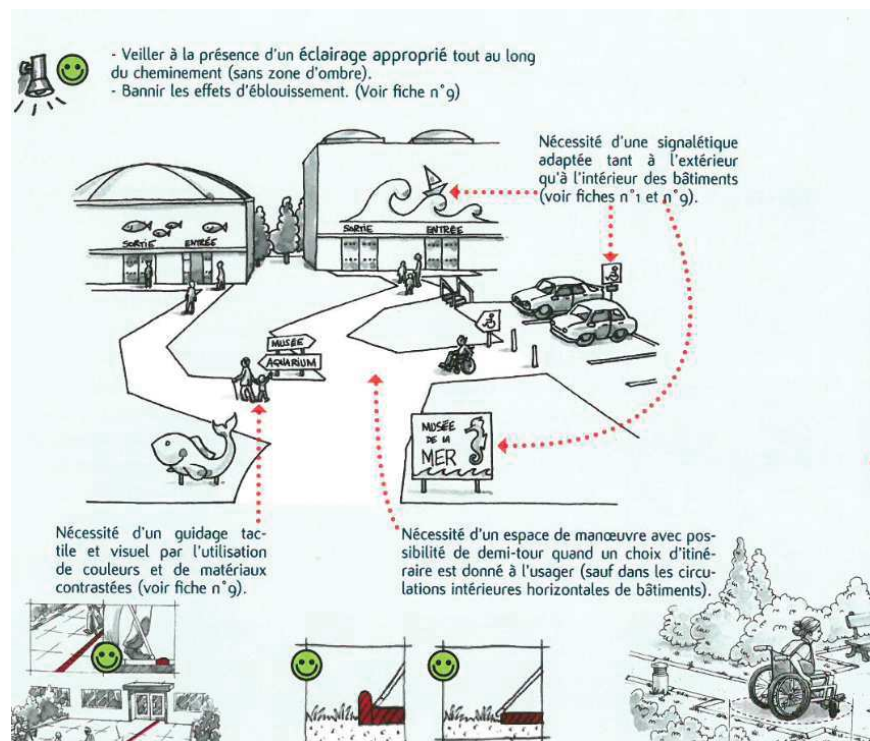 - Veiller à la présence d'un éclairage approprié tout au long
du cheminement (sans zone d'ombre).
- Bannir les effets d'éblouissement. (Voir fiche n°9)
Nécessité d'une signalétique
adaptée tant à l'extérieur
qu'à l'intérieur des bâtiments
(voir fiches n°1 et n°9).
SORTIE ENTRÉE
SORTIE ENTRÉE
MUSÉE
AQUARIUM
MUSÉE
DE LA
MER
Nécessité d'un guidage tac-
tile et visuel par l'utilisation
de couleurs et de matériaux
contrastées (voir fiche n°9).
Nécessité d'un espace de manœuvre avec pos-
sibilité de demi-tour quand un choix d'itiné-
raire est donné à l'usager (sauf dans les circu-
lations intérieures horizontales de bâtiments).